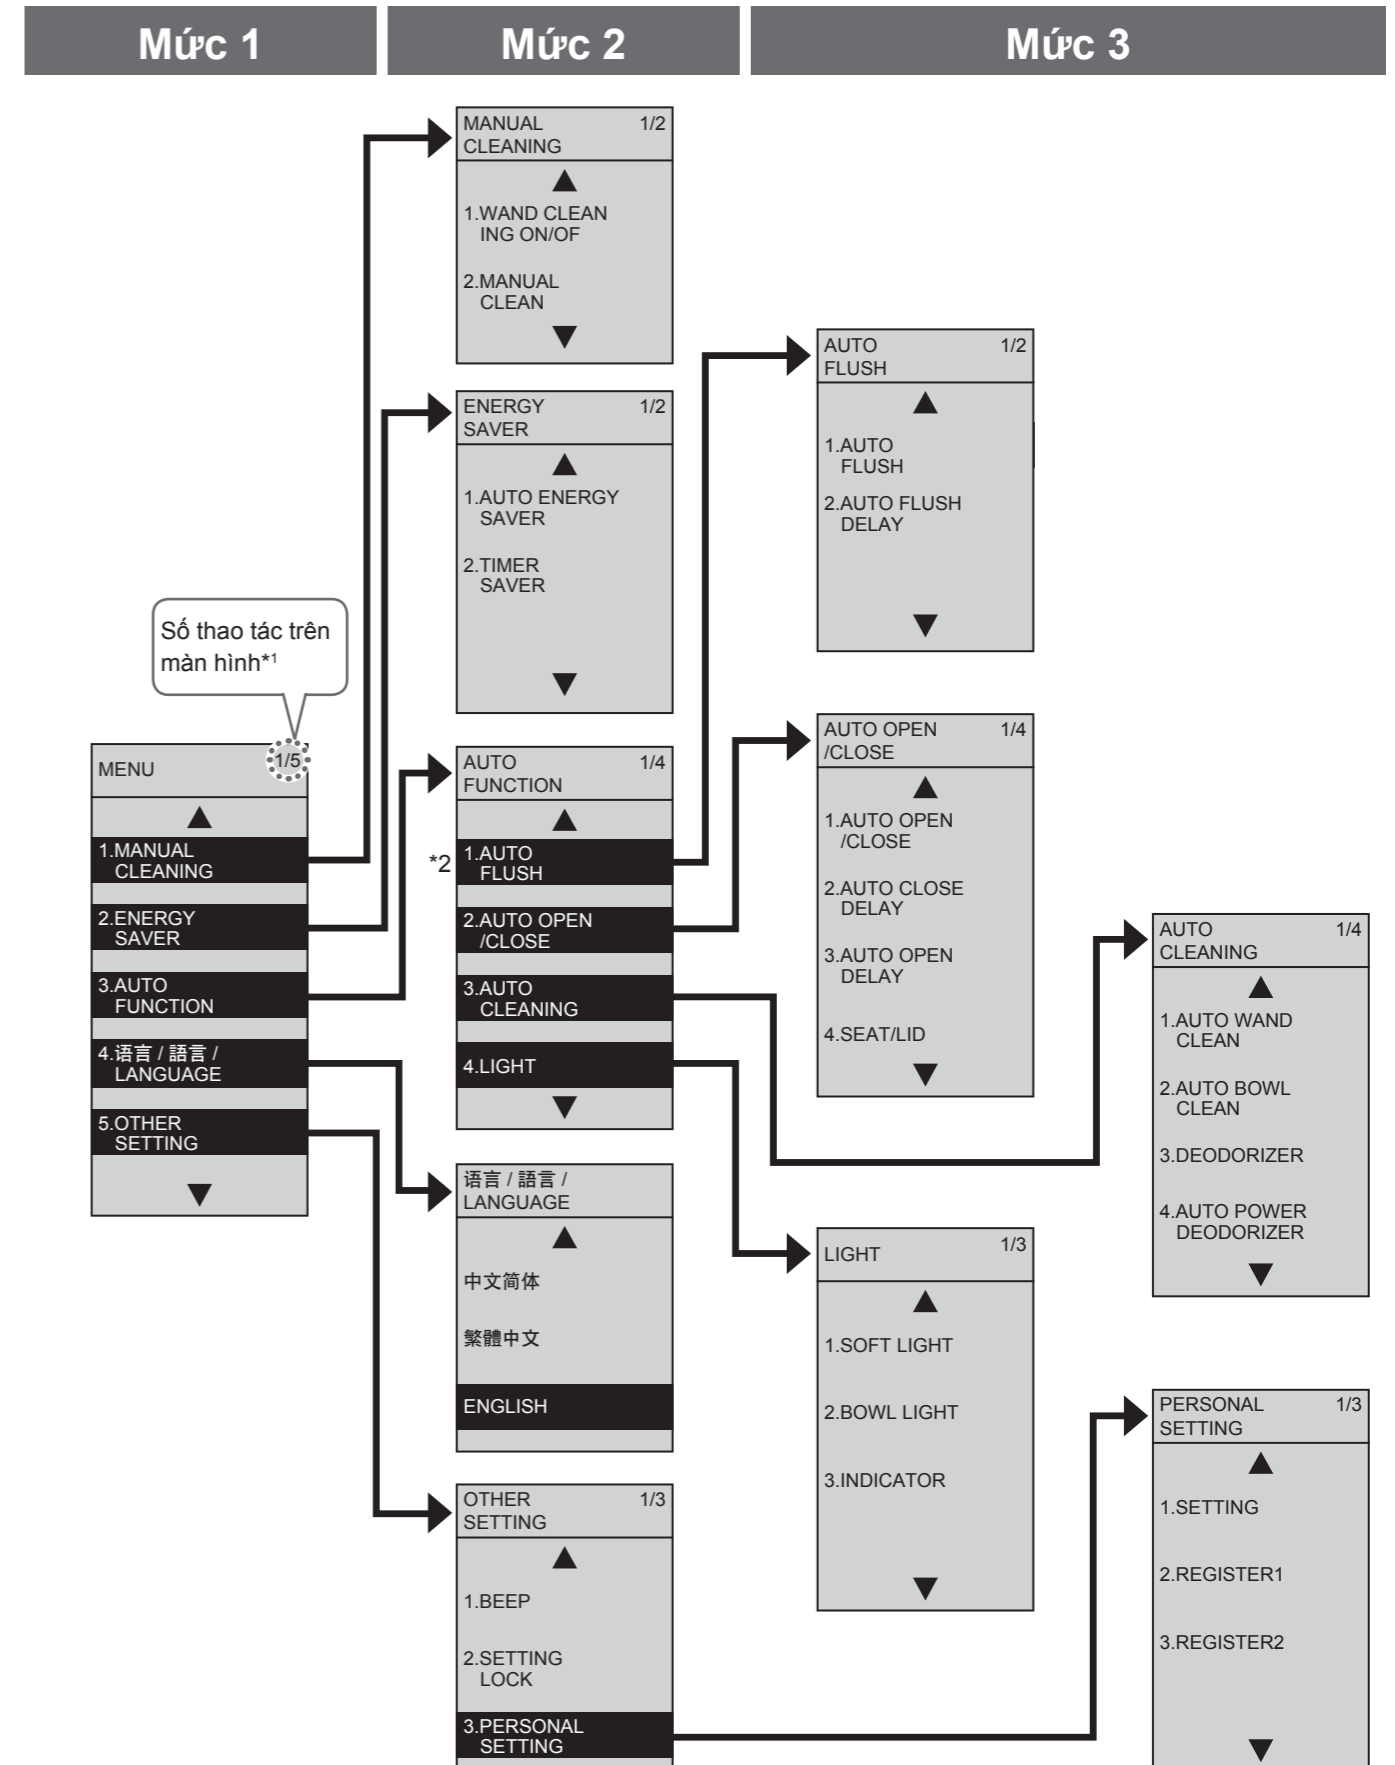 Mức 1
Mức 2
Mức 3
MANUAL 1/2
CLEANING
1.WAND CLEAN
ING ON/OF
2.MANUAL
CLEAN
ENERGY 1/2
SAVER
1.AUTO ENERGY
SAVER
2.TIMER
SAVER
Số thao tác trên
màn hình*1
MENU 1/5
1.MANUAL
CLEANING
2.ENERGY
SAVER
3.AUTO
FUNCTION
4.语言 / 語言 /
LANGUAGE
5.OTHER
SETTING
AUTO 1/4
FUNCTION
*2
1.AUTO
FLUSH
2.AUTO OPEN
/CLOSE
3.AUTO
CLEANING
4.LIGHT
语言 / 語言 /
LANGUAGE
中文简体
繁體中文
ENGLISH
OTHER 1/3
SETTING
1.BEEP
2.SETTING
LOCK
3.PERSONAL
SETTING
AUTO 1/2
FLUSH
1.AUTO
FLUSH
2.AUTO FLUSH
DELAY
AUTO OPEN 1/4
/CLOSE
1.AUTO OPEN
/CLOSE
2.AUTO CLOSE
DELAY
3.AUTO OPEN
DELAY
4.SEAT/LID
LIGHT 1/3
1.SOFT LIGHT
2.BOWL LIGHT
3.INDICATOR
AUTO 1/4
CLEANING
1.AUTO WAND
CLEAN
2.AUTO BOWL
CLEAN
3.DEODORIZER
4.AUTO POWER
DEODORIZER
PERSONAL 1/3
SETTING
1.SETTING
2.REGISTER1
3.REGISTER2